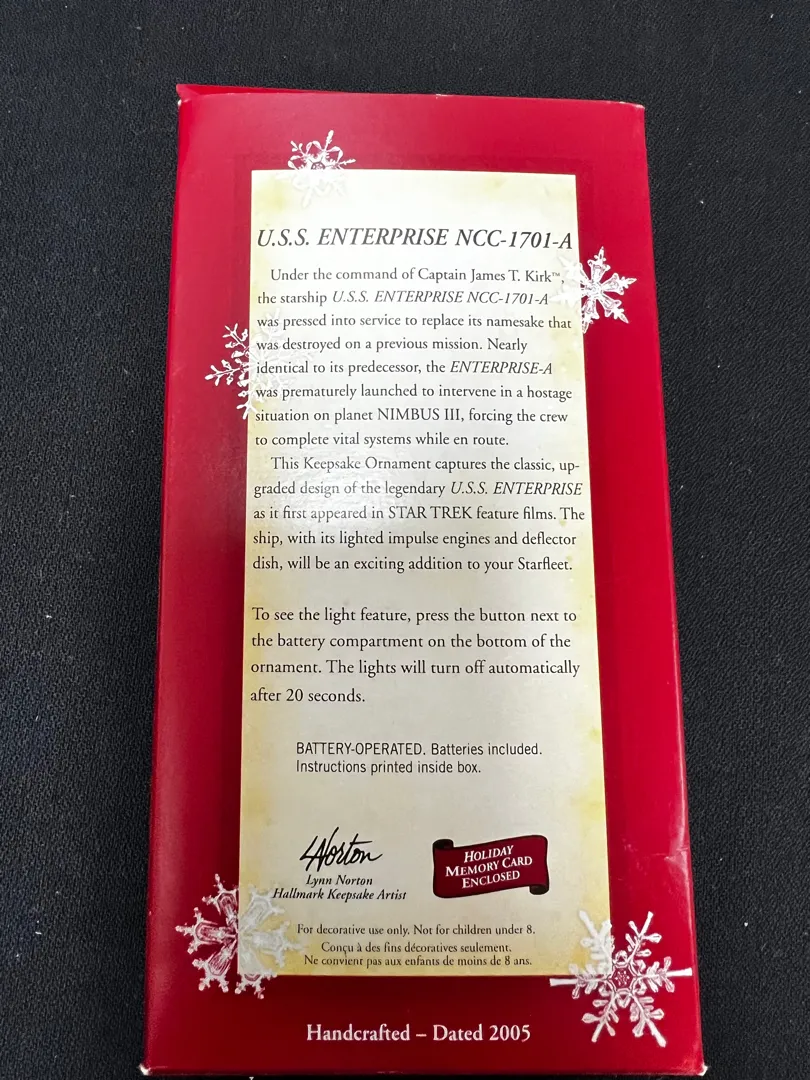 U.S.S. ENTERPRISE NCC-1701-A
Under the command of Captain James T. Kirk™,
the starship U.S.S. ENTERPRISE NCC-1701-A
was pressed into service to replace its namesake that
was destroyed on a previous mission. Nearly
identical to its predecessor, the ENTERPRISE-A
was prematurely launched to intervene in a hostage
situation on planet NIMBUS III, forcing the crew
to complete vital systems while en route.
This Keepsake Ornament captures the classic, up-
graded design of the legendary U.S.S. ENTERPRISE
as it first appeared in STAR TREK feature films. The
ship, with its lighted impulse engines and deflector
dish, will be an exciting addition to your Starfleet.
To see the light feature, press the button next to
the battery compartment on the bottom of the
ornament. The lights will turn off automatically
after 20 seconds.
BATTERY-OPERATED. Batteries included.
Instructions printed inside box.
LNorton
Lynn Norton
Hallmark Keepsake Artist
HOLIDAY
MEMORY CARD
ENCLOSED
For decorative use only. Not for children under 8.
Conçu à des fins décoratives seulement.
Ne convient pas aux enfants de moins de 8 ans.
Handcrafted – Dated 2005